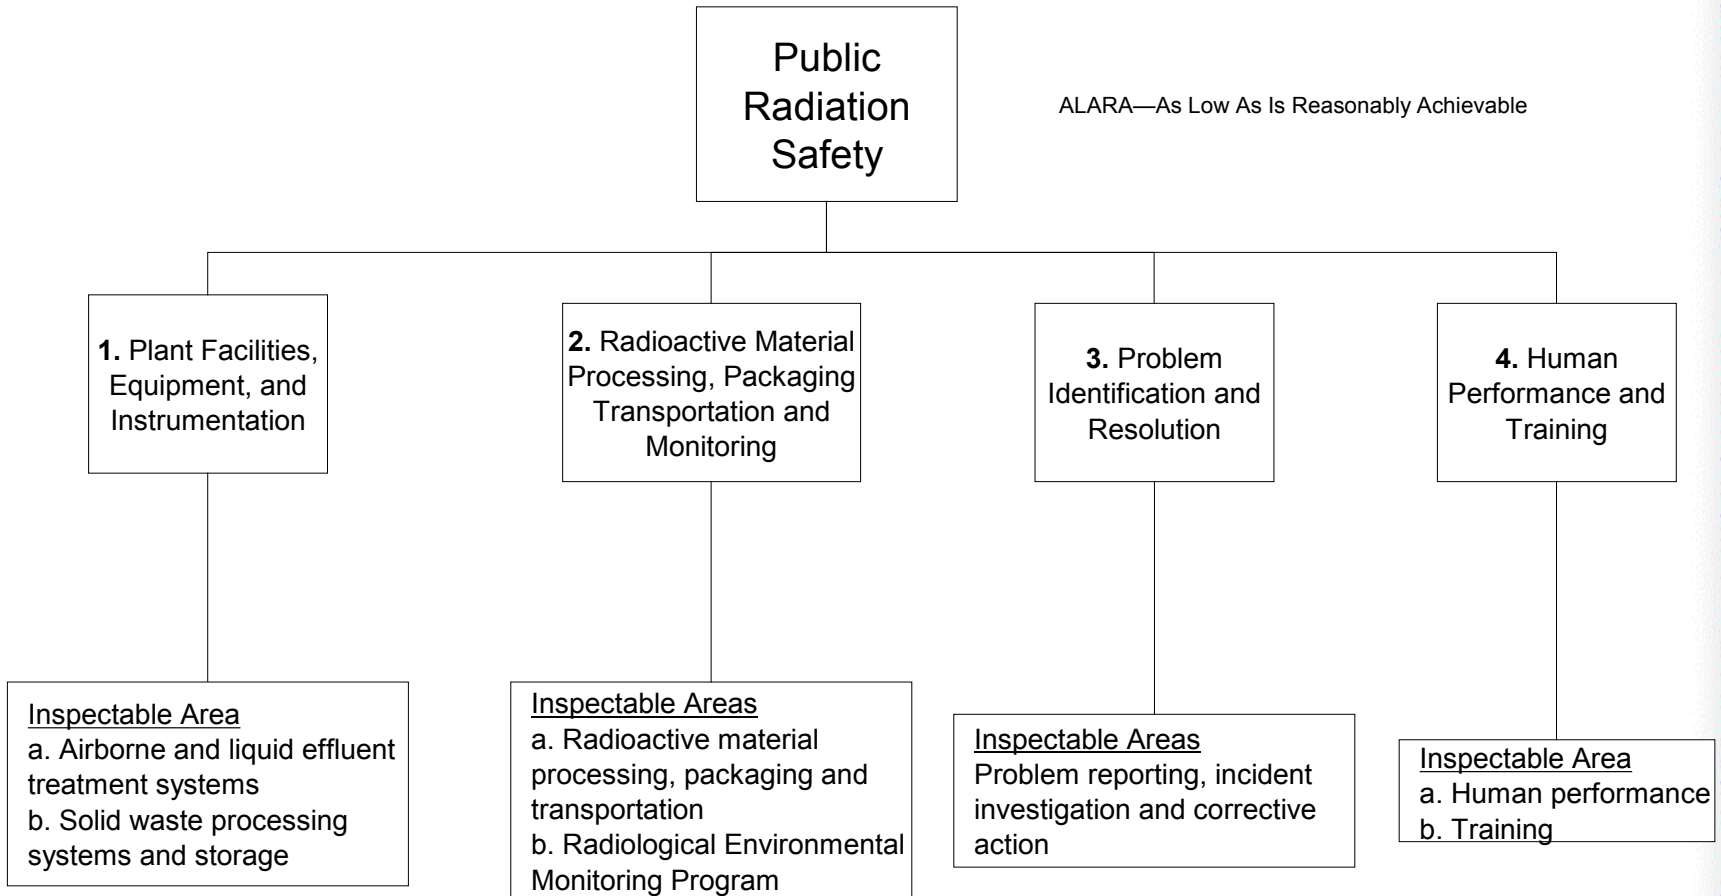 Public
Radiation
Safety
ALARA—As Low As Is Reasonably Achievable
1. Plant Facilities,
Equipment, and
Instrumentation
2. Radioactive Material
Processing, Packaging
Transportation and
Monitoring
3. Problem
Identification and
Resolution
4. Human
Performance and
Training
Inspectable Area
a. Airborne and liquid effluent
treatment systems
b. Solid waste processing
systems and storage
Inspectable Areas
a. Radioactive material
processing, packaging and
transportation
b. Radiological Environmental
Monitoring Program
Inspectable Areas
Problem reporting, incident
investigation and corrective
action
Inspectable Area
a. Human performance
b. Training